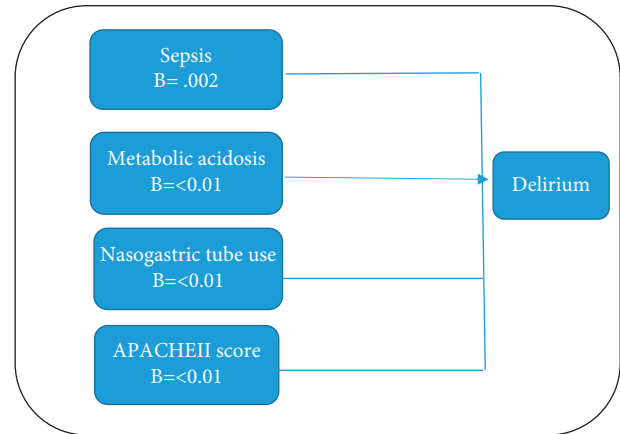 Sepsis
B= .002
Metabolic acidosis
B=<0.01
Nasogastric tube use
B=<0.01
APACHEII score
B=<0.01
Delirium